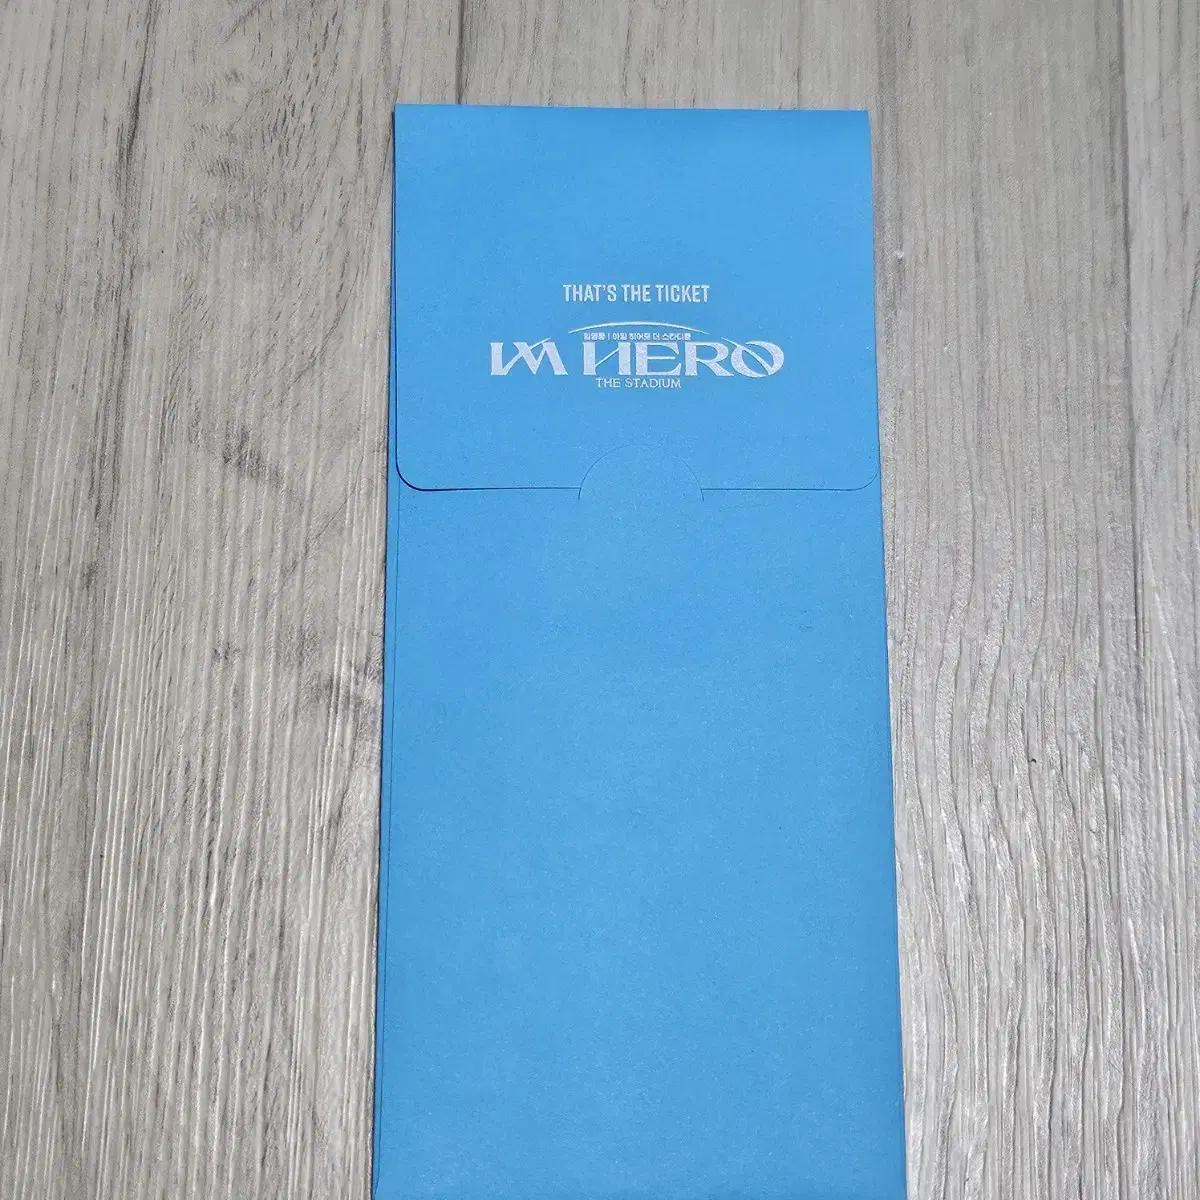 THAT'S THE TICKET
임영웅 | 아임 히어로 더 스타디움
IM HERO
THE STADIUM